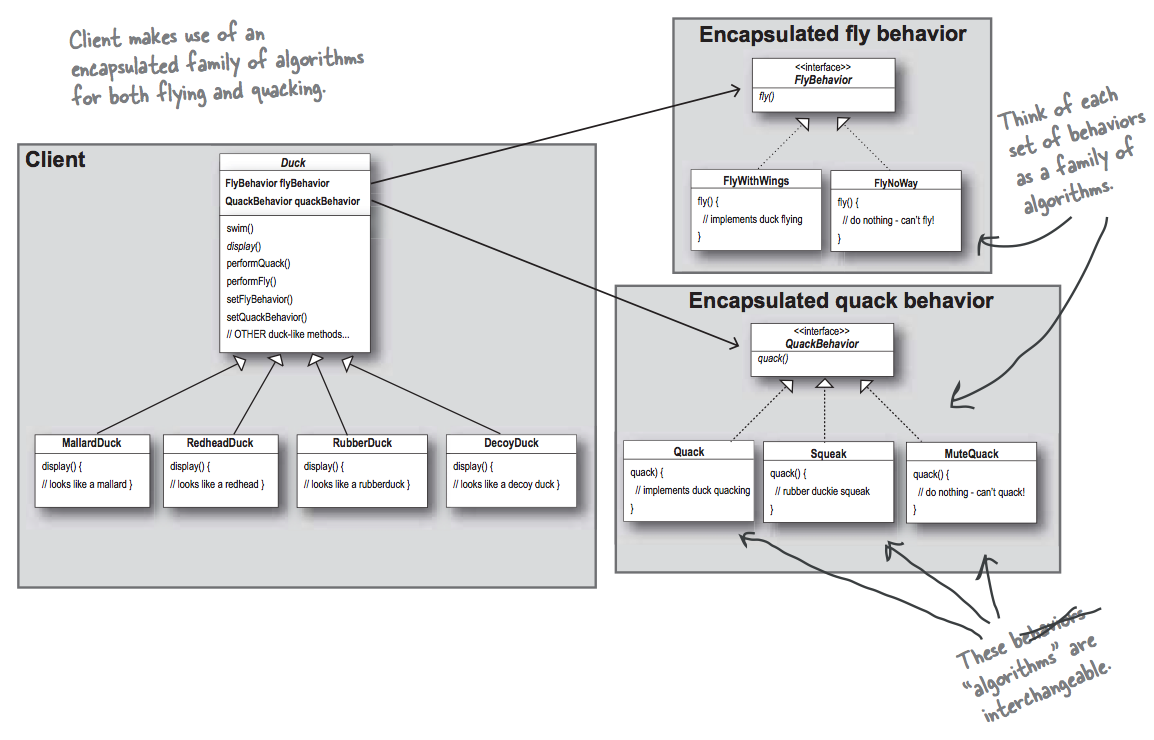 Client makes use of an
encapsulated family of algorithms
for both flying and quacking.
Client
Duck
FlyBehavior flyBehavior
QuackBehavior quackBehavior
swim()
display()
performQuack()
performFly()
setFlyBehavior()
setQuackBehavior()
// OTHER duck-like methods...
MallardDuck
display() {
// looks like a mallard }
RedheadDuck
display() {
// looks like a redhead }
RubberDuck
display() {
// looks like a rubberduck }
DecoyDuck
display() {
// looks like a decoy duck }
Encapsulated fly behavior
<<interface>>
FlyBehavior
fly()
FlyWithWings
fly() {
// implements duck flying
}
FlyNoWay
fly() {
// do nothing - can't fly!
}
Think of each
set of behaviors
as a family of
algorithms.
Encapsulated quack behavior
<<interface>>
QuackBehavior
quack()
Quack
quack) {
// implements duck quacking
}
Squeak
quack() {
// rubber duckie squeak
}
MuteQuack
quack() {
// do nothing - can't quack!
}
These behaviors
“algorithms” are
interchangeable.